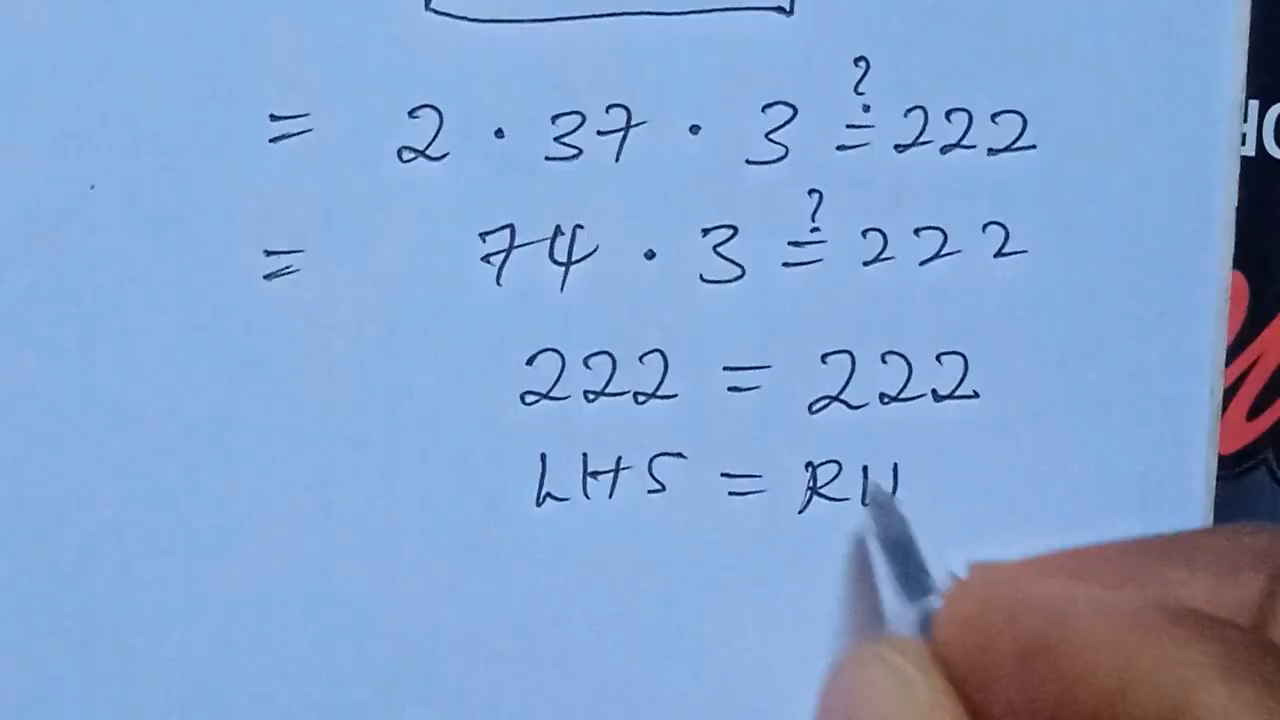 = 2 · 37 · 3 ≟ 222
= 74 · 3 ≟ 222
222 = 222
LHS = RH